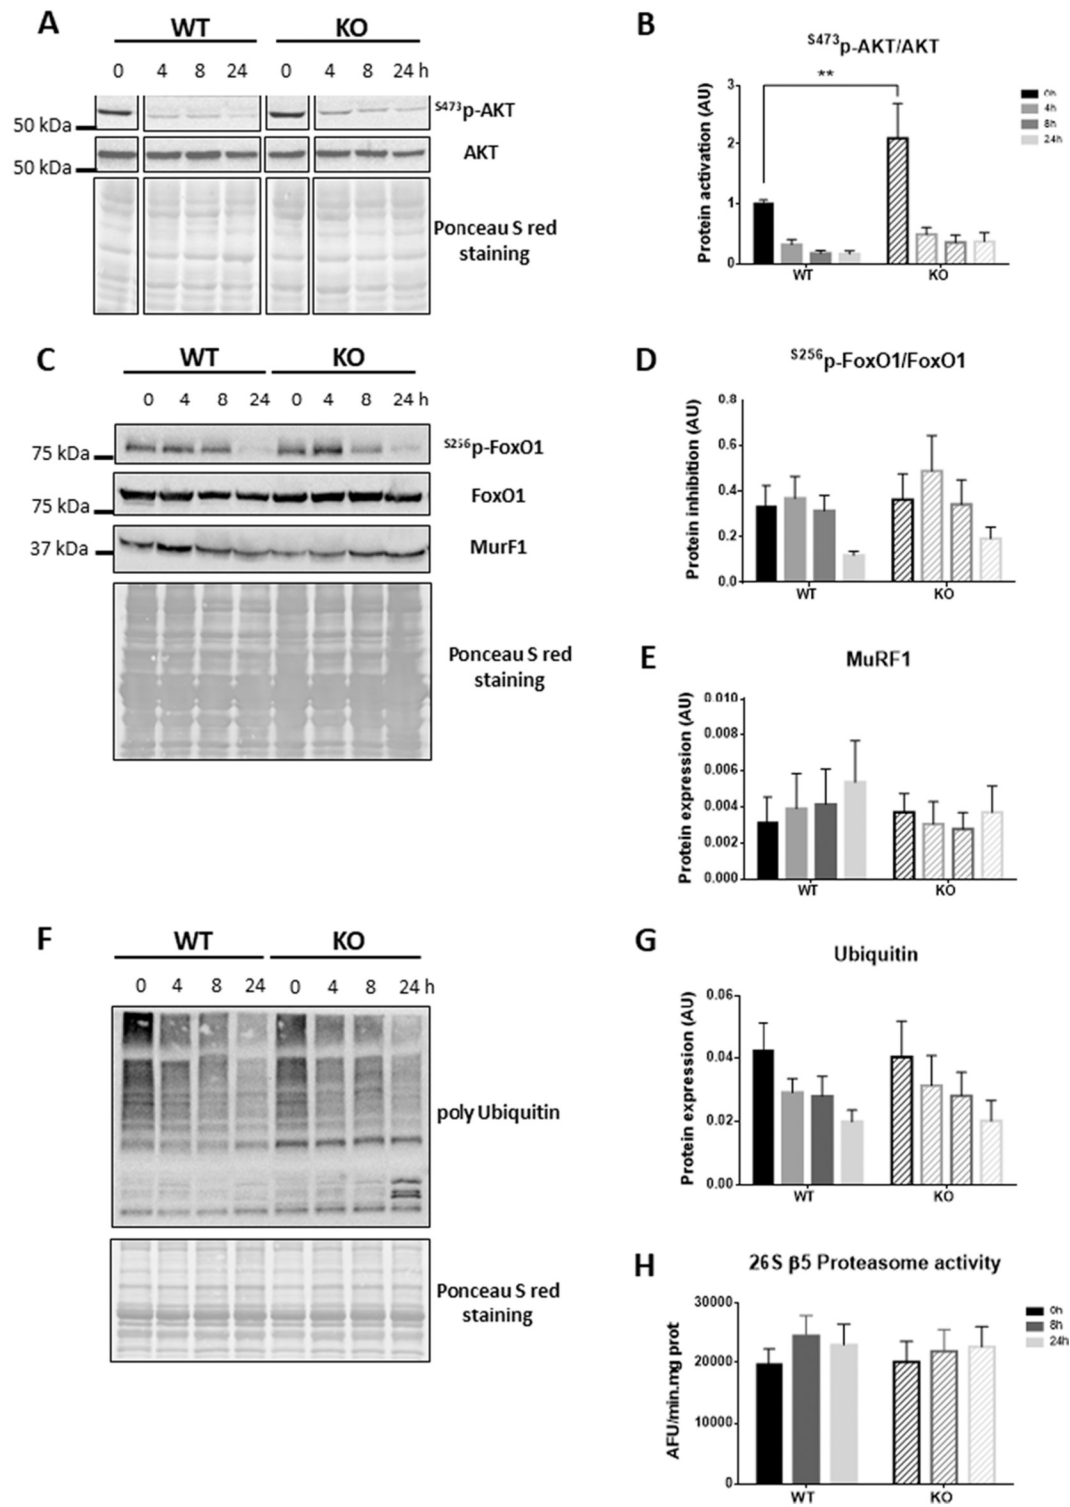 A
WT KO
0 4 8 24 0 4 8 24 h
S473p-AKT
50 kDa
AKT
50 kDa
Ponceau S red
staining
B
S473p-AKT/AKT
Protein activation (AU)
3
2
1
0
**
WT KO
0h
4h
8h
24h
C
WT KO
0 4 8 24 0 4 8 24 h
S256p-FoxO1
75 kDa
FoxO1
75 kDa
37 kDa
MurF1
Ponceau S red
staining
D
S256p-FoxO1/FoxO1
Protein inhibition (AU)
0.8
0.6
0.4
0.2
0.0
WT KO
E
MuRF1
Protein expression (AU)
0.010
0.008
0.006
0.004
0.002
0.000
WT KO
F
WT KO
0 4 8 24 0 4 8 24 h
poly Ubiquitin
Ponceau S red
staining
G
Ubiquitin
Protein expression (AU)
0.06
0.04
0.02
0.00
WT KO
H
26S β5 Proteasome activity
AFU/min.mg prot
30000
20000
10000
0
WT KO
0h
8h
24h